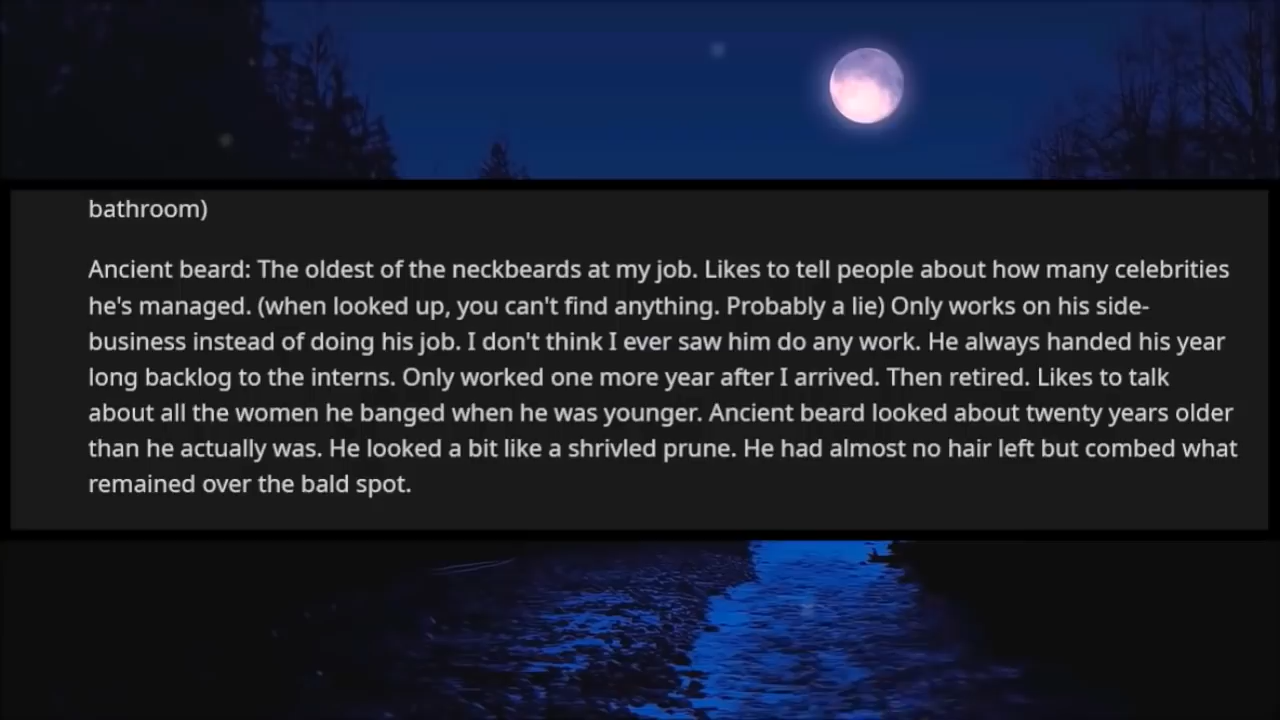 bathroom)
Ancient beard: The oldest of the neckbeards at my job. Likes to tell people about how many celebrities
he's managed. (when looked up, you can't find anything. Probably a lie) Only works on his side-
business instead of doing his job. I don't think I ever saw him do any work. He always handed his year
long backlog to the interns. Only worked one more year after I arrived. Then retired. Likes to talk
about all the women he banged when he was younger. Ancient beard looked about twenty years older
than he actually was. He looked a bit like a shrivled prune. He had almost no hair left but combed what
remained over the bald spot.